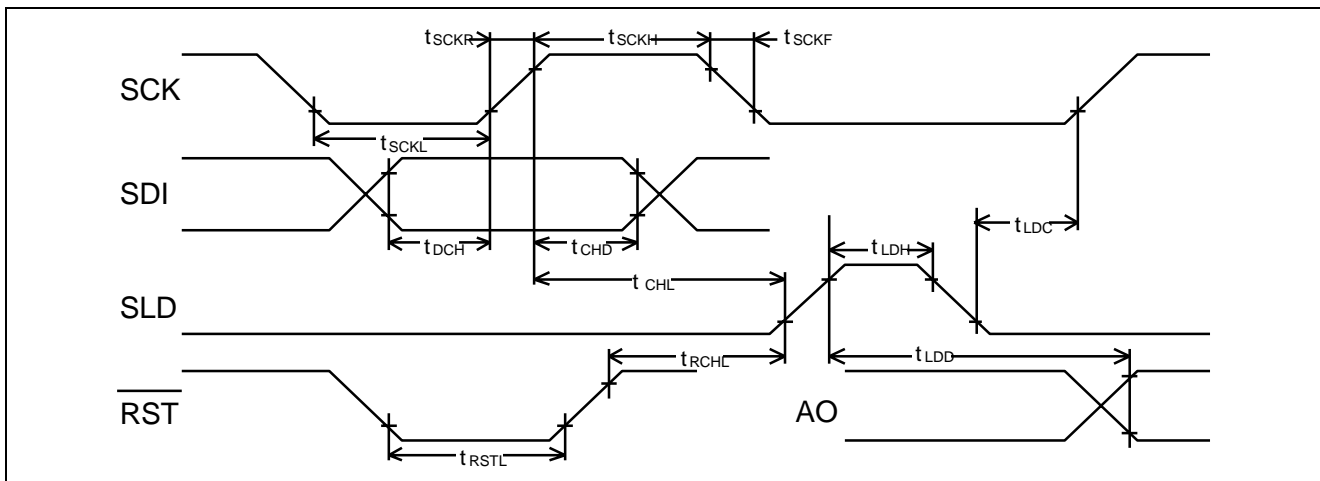 tSCKR
tSCKH
tSCKF
SCK
tSCKL
SDI
tDCH
tCHD
tLDH
tLDC
tCHL
SLD
tRCHL
tLDD
RST
AO
tRSTL